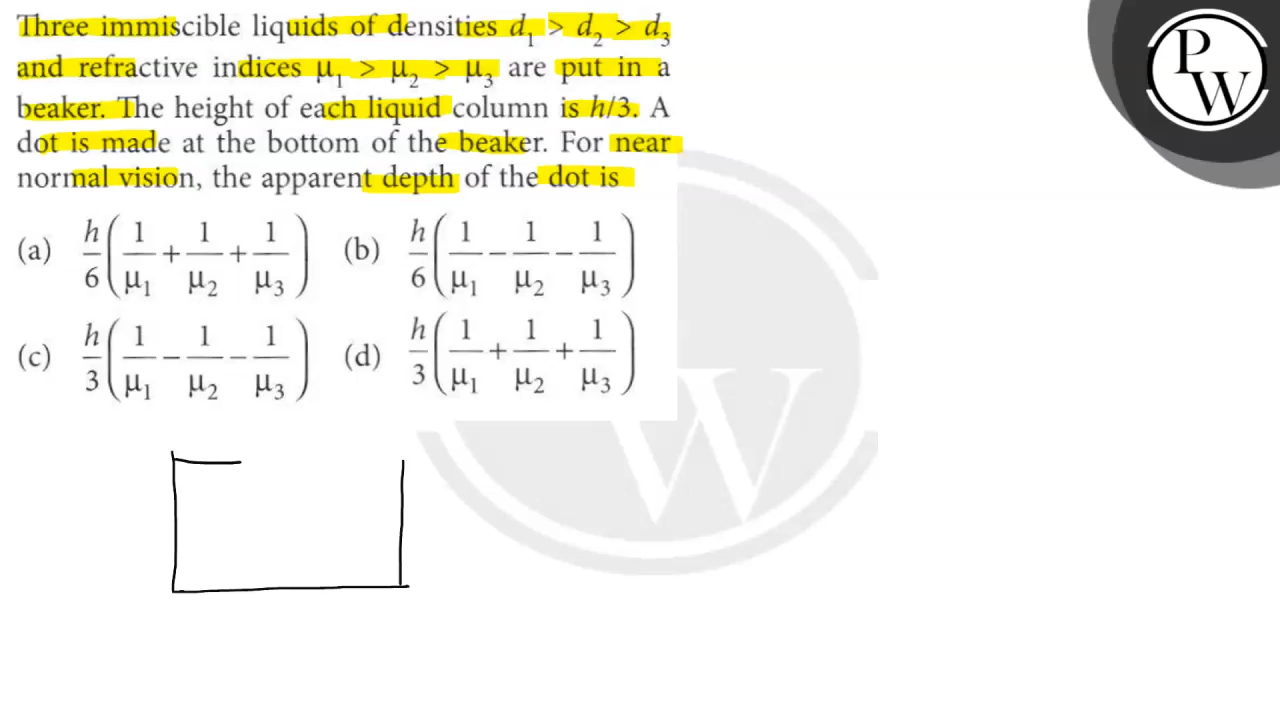 Three immiscible liquids of densities d₁ > d₂ > d₃
and refractive indices μ₁ > μ₂ > μ₃ are put in a
beaker. The height of each liquid column is h/3. A
dot is made at the bottom of the beaker. For near
normal vision, the apparent depth of the dot is
(a) h/6 (1/μ₁ + 1/μ₂ + 1/μ₃) (b) h/6 (1/μ₁ − 1/μ₂ − 1/μ₃)
(c) h/3 (1/μ₁ − 1/μ₂ − 1/μ₃) (d) h/3 (1/μ₁ + 1/μ₂ + 1/μ₃)
P
W
W